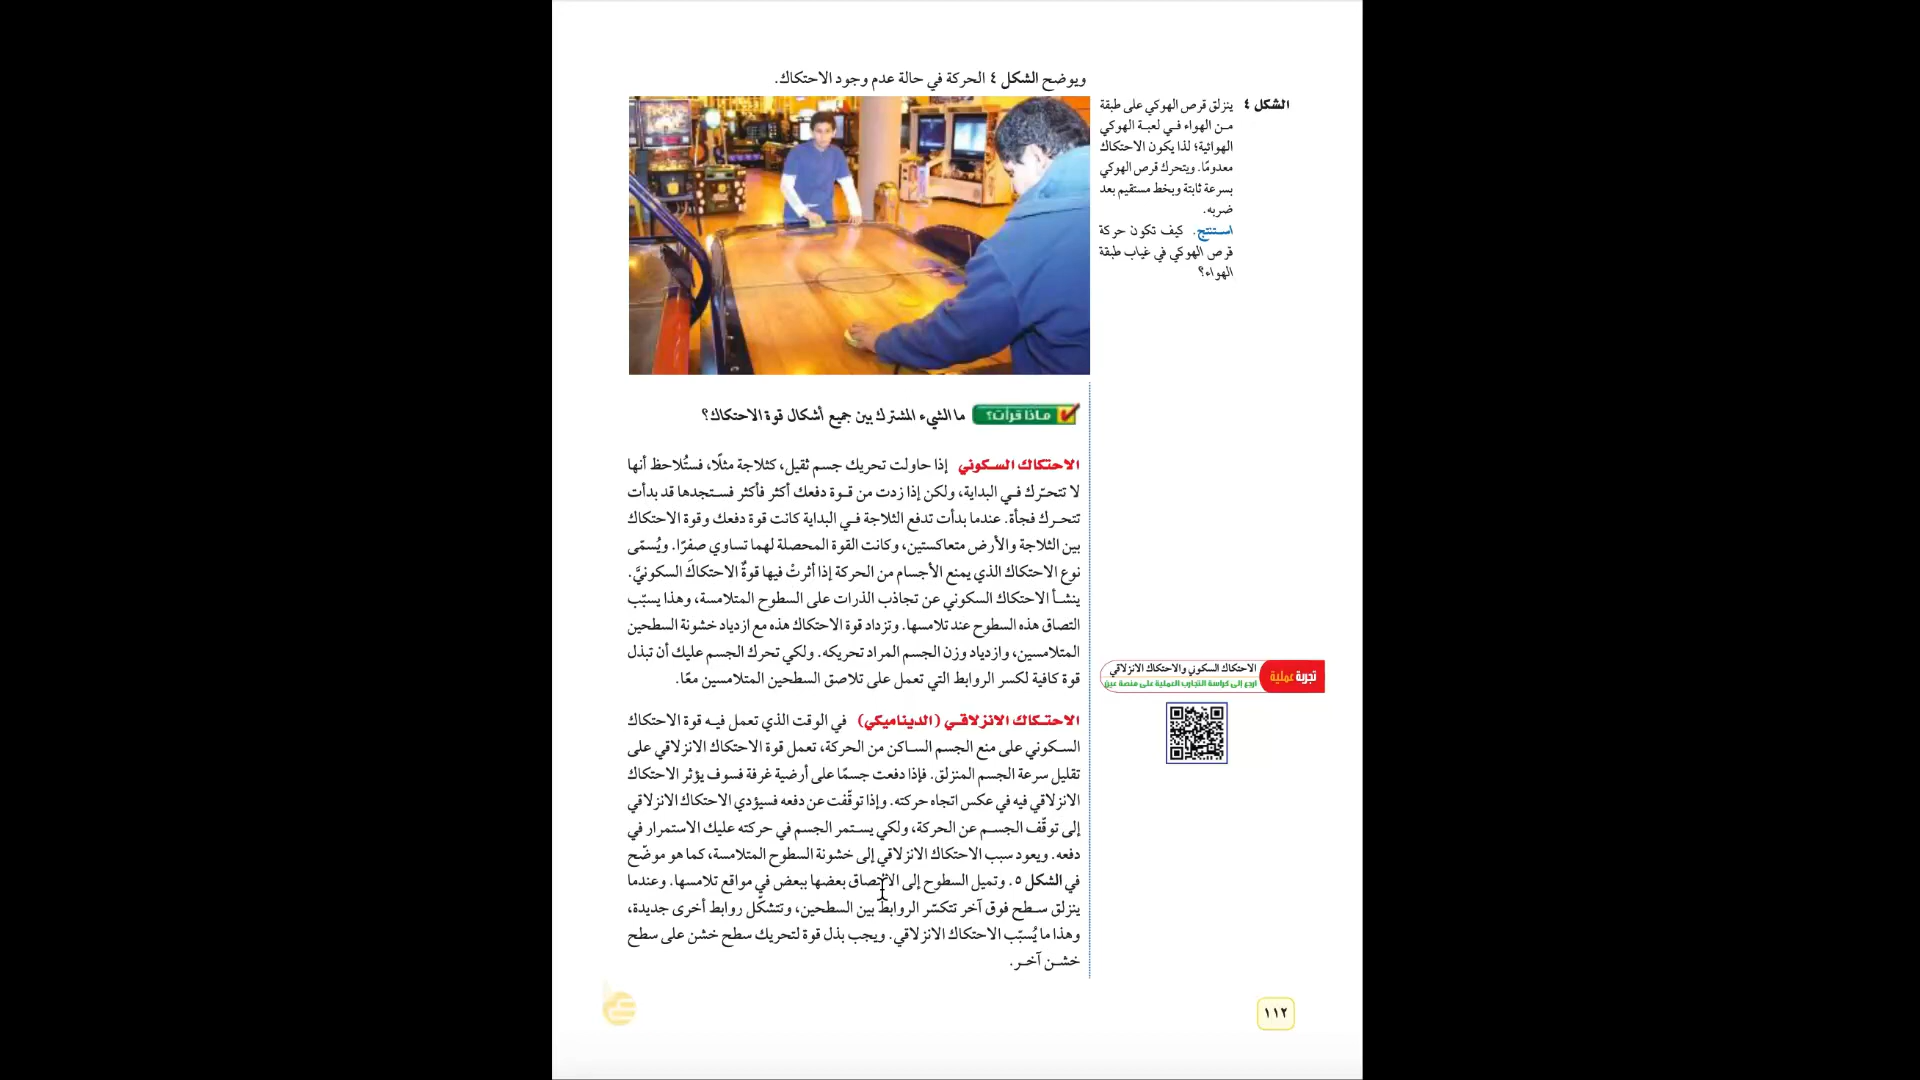 ويوضح الشكل ٤ الحركة في حالة عدم وجود الاحتكاك.
الشكل ٤ ينزلق قرص الهوكي على طبقة
من الهواء في لعبة الهوكي
الهوائية؛ لذا يكون الاحتكاك
معدومًا. ويتحرك قرص الهوكي
بسرعة ثابتة وبخط مستقيم بعد
ضربه.
استنتج. كيف تكون حركة
قرص الهوكي في غياب طبقة
الهواء؟
ماذا قرأت؟ ما الشيء المشترك بين جميع أشكال قوة الاحتكاك؟
الاحتكاك السكوني إذا حاولت تحريك جسم ثقيل، كثلاجة مثلًا، فستُلاحظ أنها
لا تتحرّك في البداية، ولكن إذا زدت من قوة دفعك أكثر فأكثر فستجدها قد بدأت
تتحرك فجأة. عندما بدأت تدفع الثلاجة في البداية كانت قوة دفعك وقوة الاحتكاك
بين الثلاجة والأرض متعاكستين، وكانت القوة المحصلة لهما تساوي صفرًا. ويُسمّى
نوع الاحتكاك الذي يمنع الأجسام من الحركة إذا أثرتْ فيها قوةٌ الاحتكاكَ السكونيَّ.
ينشأ الاحتكاك السكوني عن تجاذب الذرات على السطوح المتلامسة، وهذا يسبّب
التصاق هذه السطوح عند تلامسها. وتزداد قوة الاحتكاك هذه مع ازدياد خشونة السطحين
المتلامسين، وازدياد وزن الجسم المراد تحريكه. ولكي تحرك الجسم عليك أن تبذل
قوة كافية لكسر الروابط التي تعمل على تلاصق السطحين المتلامسين معًا.
تجربة عملية
الاحتكاك السكوني والاحتكاك الانزلاقي
ارجع إلى كراسة التجارب العملية على منصة عين
الاحتكاك الانزلاقي (الديناميكي) في الوقت الذي تعمل فيه قوة الاحتكاك
السكوني على منع الجسم الساكن من الحركة، تعمل قوة الاحتكاك الانزلاقي على
تقليل سرعة الجسم المنزلق. فإذا دفعت جسمًا على أرضية غرفة فسوف يؤثر الاحتكاك
الانزلاقي فيه في عكس اتجاه حركته. وإذا توقّفت عن دفعه فسيؤدي الاحتكاك الانزلاقي
إلى توقّف الجسم عن الحركة، ولكي يستمر الجسم في حركته عليك الاستمرار في
دفعه. ويعود سبب الاحتكاك الانزلاقي إلى خشونة السطوح المتلامسة، كما هو موضّح
في الشكل ٥. وتميل السطوح إلى الالتصاق بعضها ببعض في مواقع تلامسها. وعندما
ينزلق سطح فوق آخر تتكسّر الروابط بين السطحين، وتتشكّل روابط أخرى جديدة،
وهذا ما يُسبّب الاحتكاك الانزلاقي. ويجب بذل قوة لتحريك سطح خشن على سطح
خشن آخر.
١١٢